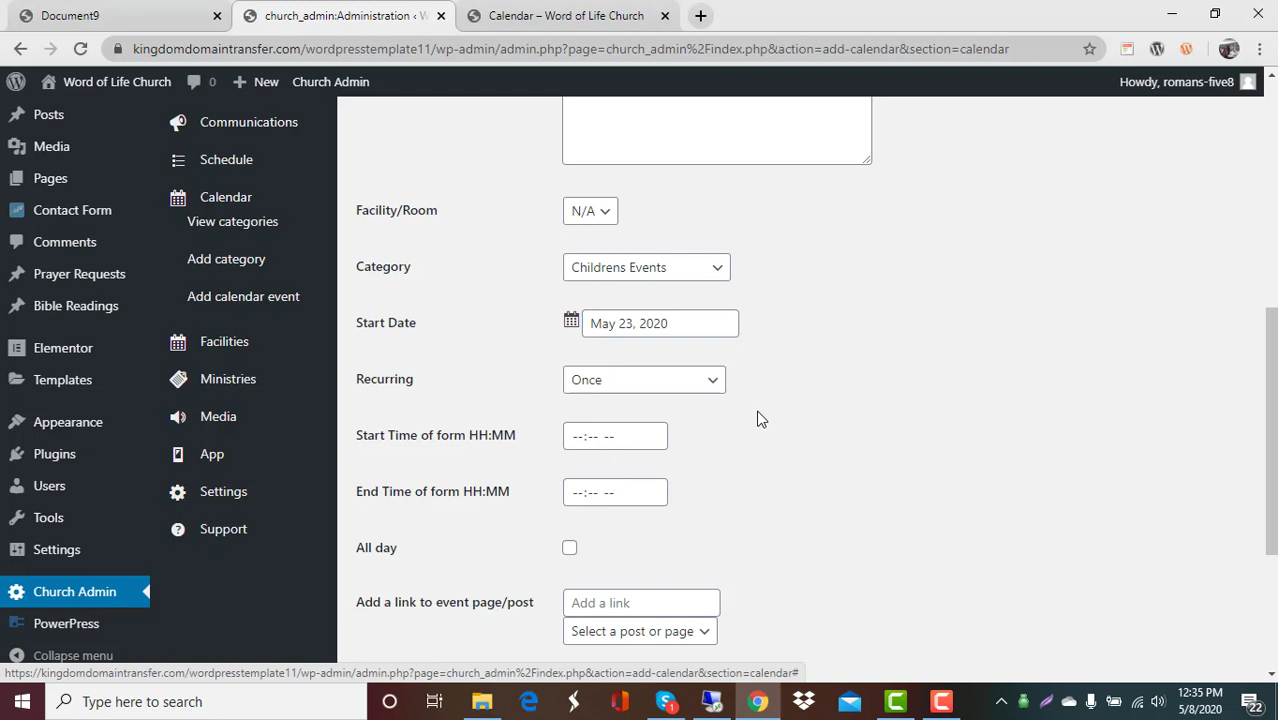 Document9
church_admin:Administration ‹ W
Calendar – Word of Life Church
kingdomdomaintransfer.com/wordpresstemplate11/wp-admin/admin.php?page=church_admin%2Findex.php&action=add-calendar&section=calendar
Word of Life Church
0
New
Church Admin
Howdy, romans-five8
Posts
Media
Pages
Contact Form
Comments
Prayer Requests
Bible Readings
Elementor
Templates
Appearance
Plugins
Users
Tools
Settings
Church Admin
PowerPress
Collapse menu
Communications
Schedule
Calendar
View categories
Add category
Add calendar event
Facilities
Ministries
Media
App
Settings
Support
Facility/Room
N/A
Category
Childrens Events
Start Date
May 23, 2020
Recurring
Once
Start Time of form HH:MM
--:-- --
End Time of form HH:MM
--:-- --
All day
Add a link to event page/post
Add a link
Select a post or page
https://kingdomdomaintransfer.com/wordpresstemplate11/wp-admin/admin.php?page=church_admin%2Findex.php&action=add-calendar&section=calendar#
Type here to search
12:35 PM
5/8/2020
22